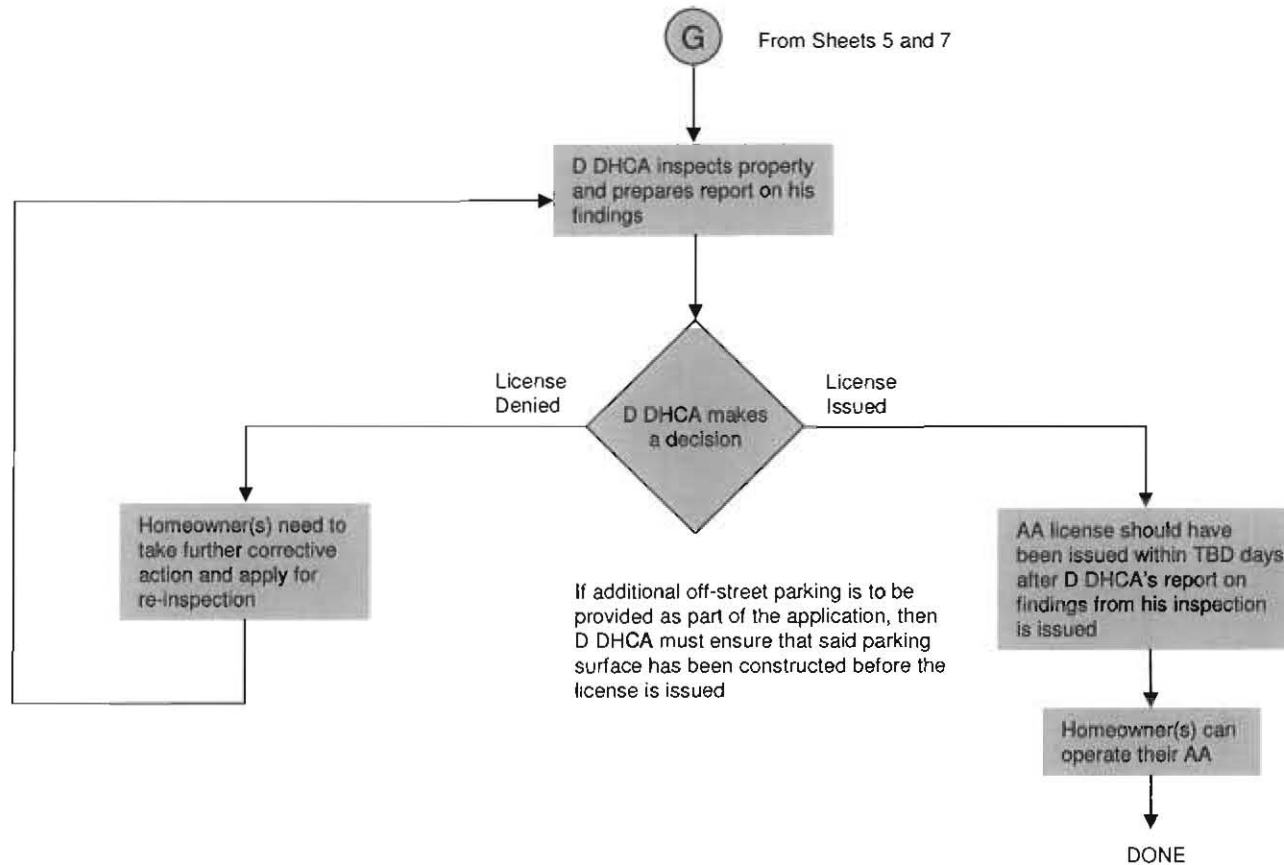 G
From Sheets 5 and 7
D DHCA inspects property
and prepares report on his
findings
License
Denied
D DHCA makes
a decision
License
Issued
Homeowner(s) need to
take further corrective
action and apply for
re-inspection
AA license should have
been issued within TBD days
after D DHCA's report on
findings from his inspection
is issued
If additional off-street parking is to be
provided as part of the application, then
D DHCA must ensure that said parking
surface has been constructed before the
license is issued
Homeowner(s) can
operate their AA
DONE